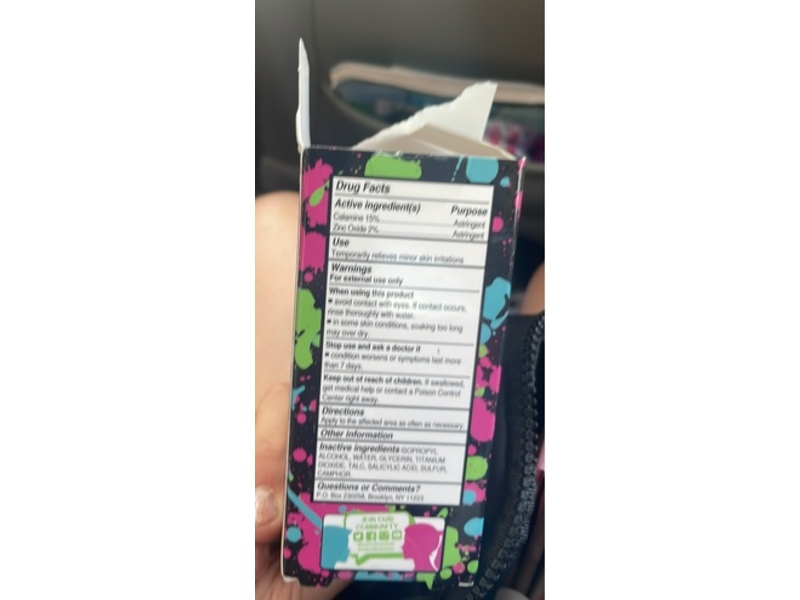 Drug Facts
Active ingredient(s) Purpose
Calamine 15% Astringent
Zinc Oxide 2% Astringent
Use
Temporarily relieves minor skin irritations
Warnings
For external use only
When using this product
▪ avoid contact with eyes. If contact occurs,
rinse thoroughly with water.
▪ in some skin conditions, soaking too long
may over dry.
Stop use and ask a doctor if
▪ condition worsens or symptoms last more
than 7 days.
Keep out of reach of children. If swallowed,
get medical help or contact a Poison Control
Center right away.
Directions
Apply to the affected area as often as necessary.
Other information
Inactive ingredients ISOPROPYL
ALCOHOL, WATER, GLYCERIN, TITANIUM
DIOXIDE, TALC, SALICYLIC ACID, SULFUR,
CAMPHOR.
Questions or Comments?
P.O. Box Brooklyn, NY
JOIN OUR
COMMUNITY